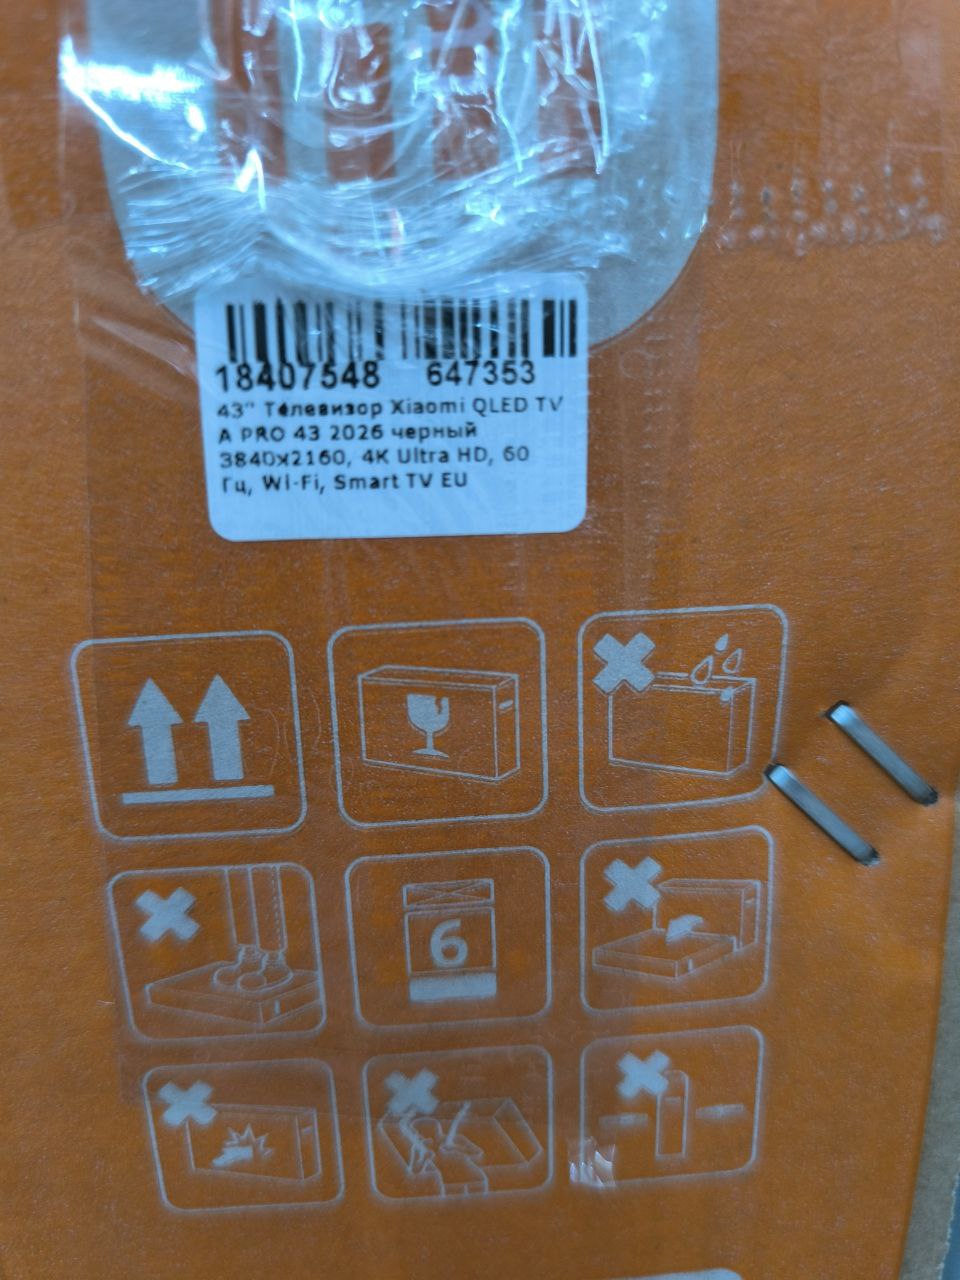 18407548 647353
43" Телевизор Xiaomi QLED TV
A PRO 43 2026 черный
3840x2160, 4K Ultra HD, 60
Гц, Wi-Fi, Smart TV EU
6